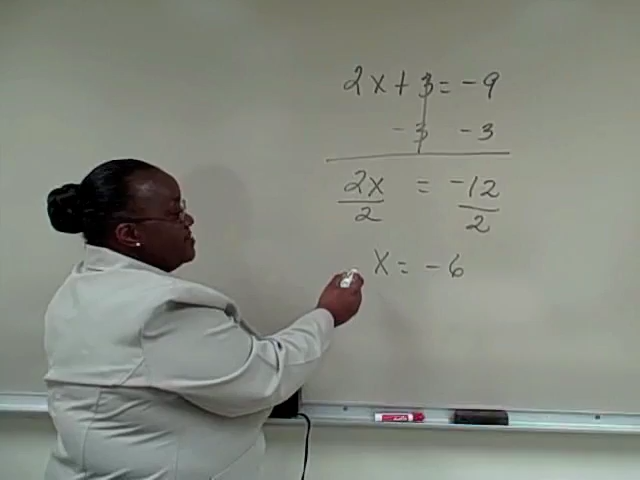 2x + 3 = -9
-3 -3
2x = -12
2 2
x = -6